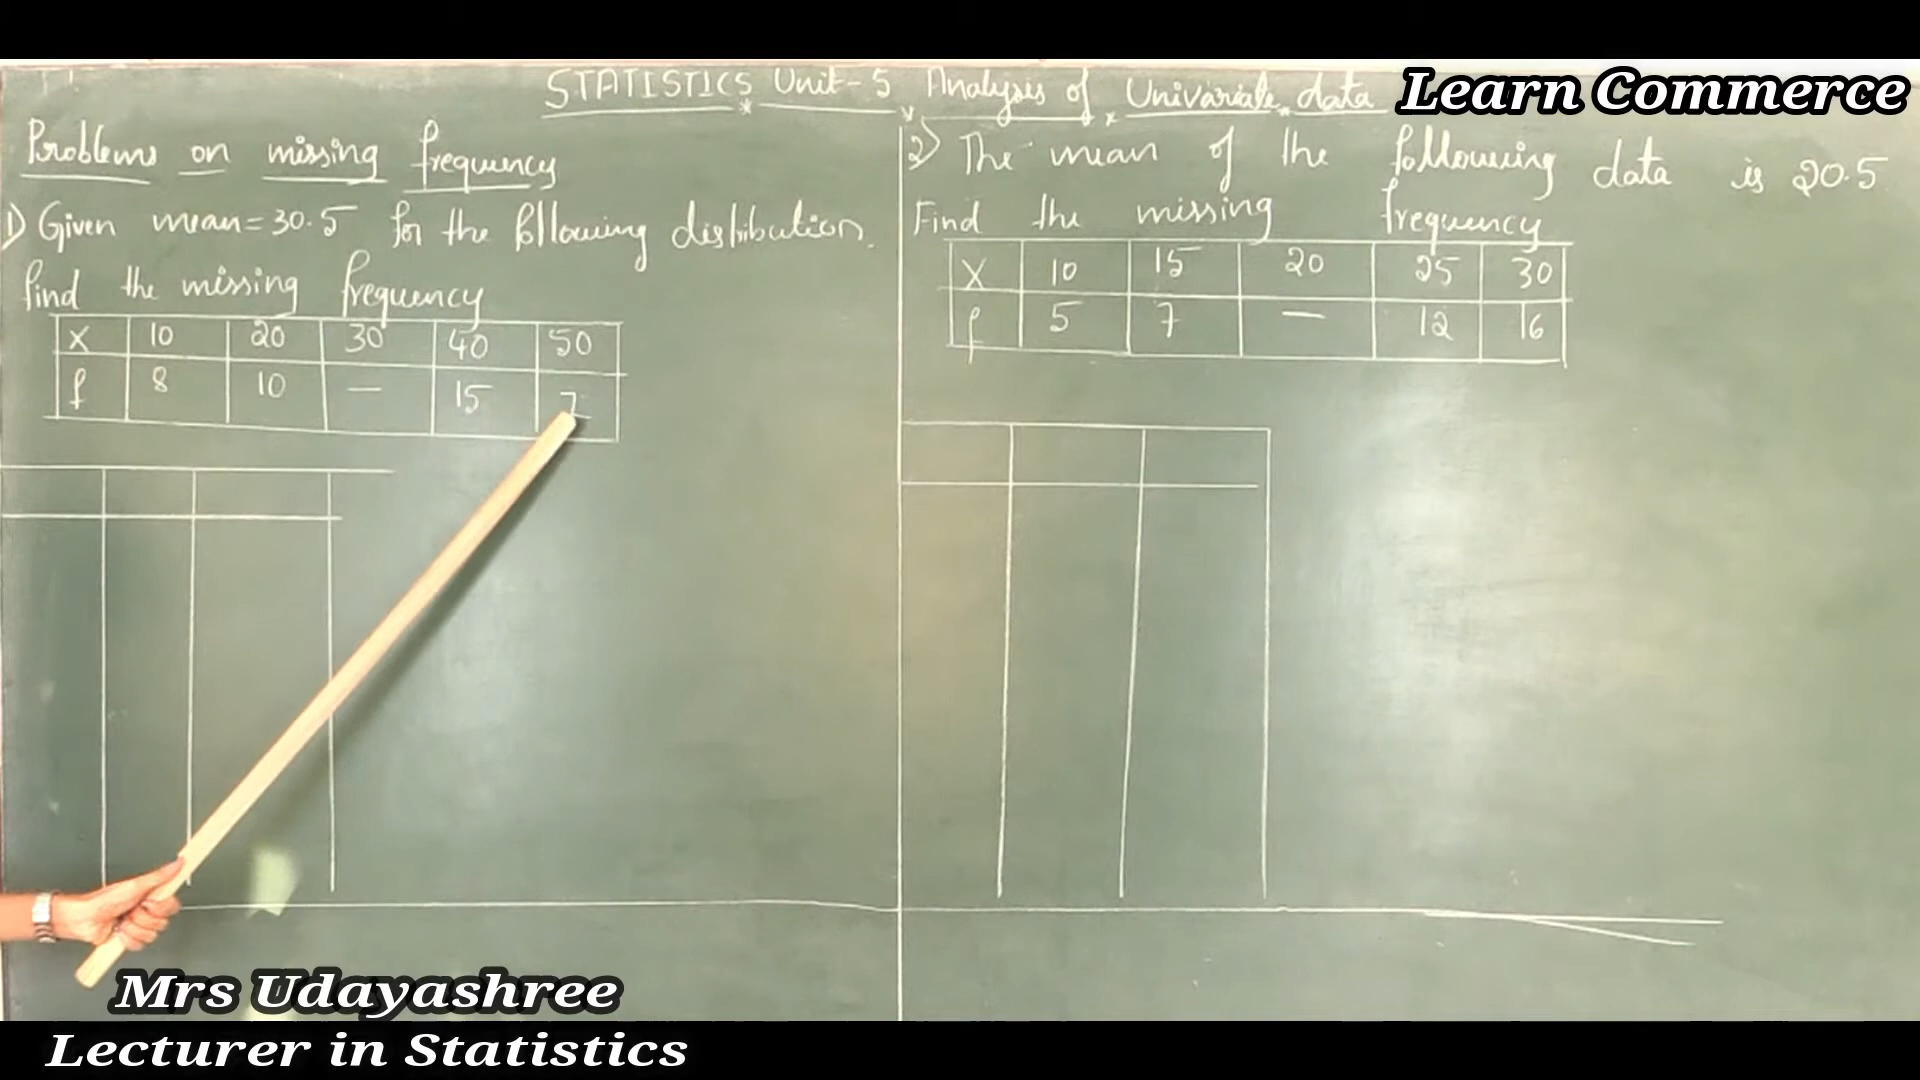 STATISTICS Unit-5 Analysis of Univariate data
Learn Commerce
Problems on missing frequency
1) Given mean=30.5 for the following distribution.
find the missing frequency
X 10 20 30 40 50
f 8 10 — 15 7
2) The mean of the following data is 20.5
Find the missing frequency
X 10 15 20 25 30
f 5 7 — 12 16
Mrs Udayashree
Lecturer in Statistics